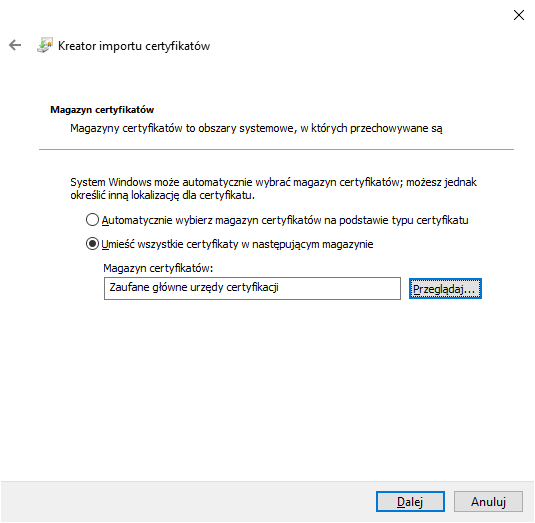 Kreator importu certyfikatów
Magazyn certyfikatów
Magazyny certyfikatów to obszary systemowe, w których przechowywane są
System Windows może automatycznie wybrać magazyn certyfikatów; możesz jednak
określić inną lokalizację dla certyfikatu.
Automatycznie wybierz magazyn certyfikatów na podstawie typu certyfikatu
Umieść wszystkie certyfikaty w następującym magazynie
Magazyn certyfikatów:
Zaufane główne urzędy certyfikacji
Przeglądaj...
Dalej
Anuluj